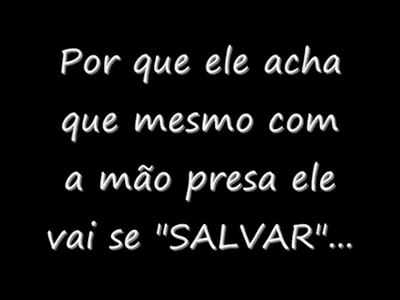 Por que ele acha
que mesmo com
a mão presa ele
vai se "SALVAR"...